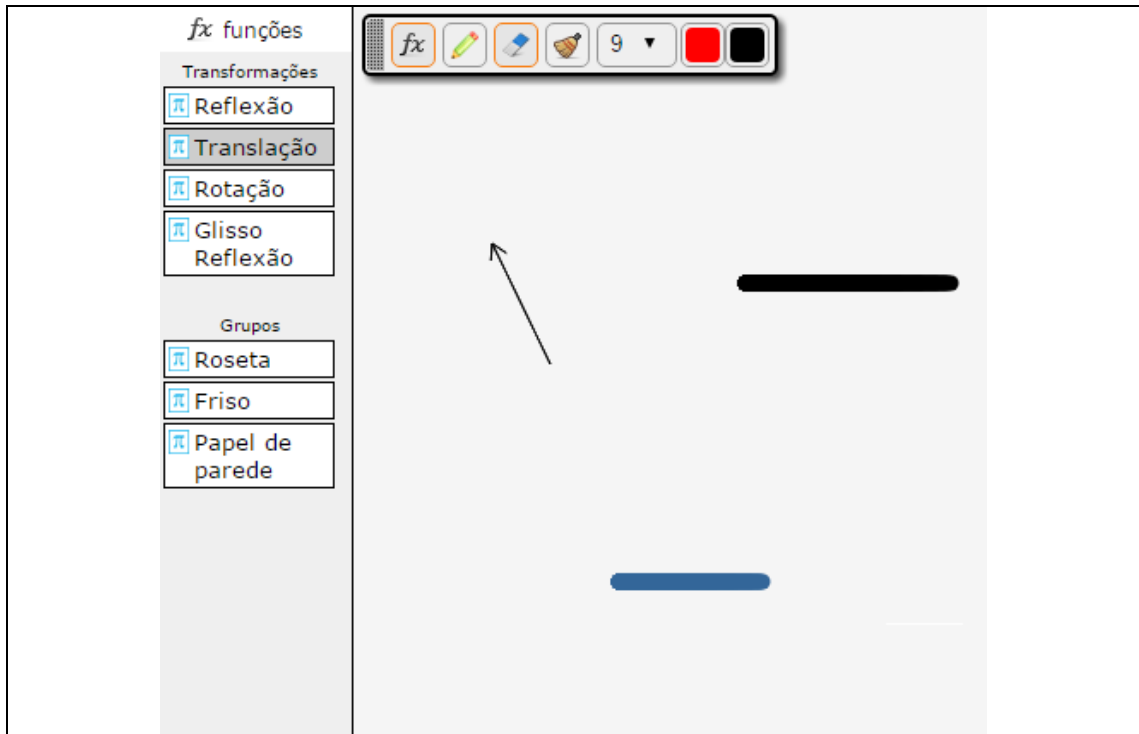 fx funções
fx
9 ▼
Transformações
π Reflexão
π Translação
π Rotação
π Glisso
Reflexão
Grupos
π Roseta
π Friso
π Papel de
parede